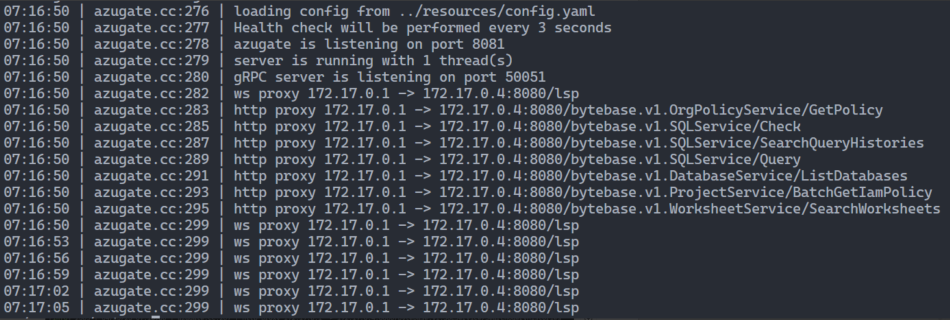 07:16:50 | azugate.cc:276 | loading config from ../resources/config.yaml
07:16:50 | azugate.cc:277 | Health check will be performed every 3 seconds
07:16:50 | azugate.cc:278 | azugate is listening on port 8081
07:16:50 | azugate.cc:279 | server is running with 1 thread(s)
07:16:50 | azugate.cc:280 | gRPC server is listening on port 50051
07:16:50 | azugate.cc:282 | ws proxy 172.17.0.1 -> 172.17.0.4:8080/lsp
07:16:50 | azugate.cc:283 | http proxy 172.17.0.1 -> 172.17.0.4:8080/bytebase.v1.OrgPolicyService/GetPolicy
07:16:50 | azugate.cc:285 | http proxy 172.17.0.1 -> 172.17.0.4:8080/bytebase.v1.SQLService/Check
07:16:50 | azugate.cc:287 | http proxy 172.17.0.1 -> 172.17.0.4:8080/bytebase.v1.SQLService/SearchQueryHistories
07:16:50 | azugate.cc:289 | http proxy 172.17.0.1 -> 172.17.0.4:8080/bytebase.v1.SQLService/Query
07:16:50 | azugate.cc:291 | http proxy 172.17.0.1 -> 172.17.0.4:8080/bytebase.v1.DatabaseService/ListDatabases
07:16:50 | azugate.cc:293 | http proxy 172.17.0.1 -> 172.17.0.4:8080/bytebase.v1.ProjectService/BatchGetIamPolicy
07:16:50 | azugate.cc:295 | http proxy 172.17.0.1 -> 172.17.0.4:8080/bytebase.v1.WorksheetService/SearchWorksheets
07:16:50 | azugate.cc:299 | ws proxy 172.17.0.1 -> 172.17.0.4:8080/lsp
07:16:53 | azugate.cc:299 | ws proxy 172.17.0.1 -> 172.17.0.4:8080/lsp
07:16:56 | azugate.cc:299 | ws proxy 172.17.0.1 -> 172.17.0.4:8080/lsp
07:16:59 | azugate.cc:299 | ws proxy 172.17.0.1 -> 172.17.0.4:8080/lsp
07:17:02 | azugate.cc:299 | ws proxy 172.17.0.1 -> 172.17.0.4:8080/lsp
07:17:05 | azugate.cc:299 | ws proxy 172.17.0.1 -> 172.17.0.4:8080/lsp